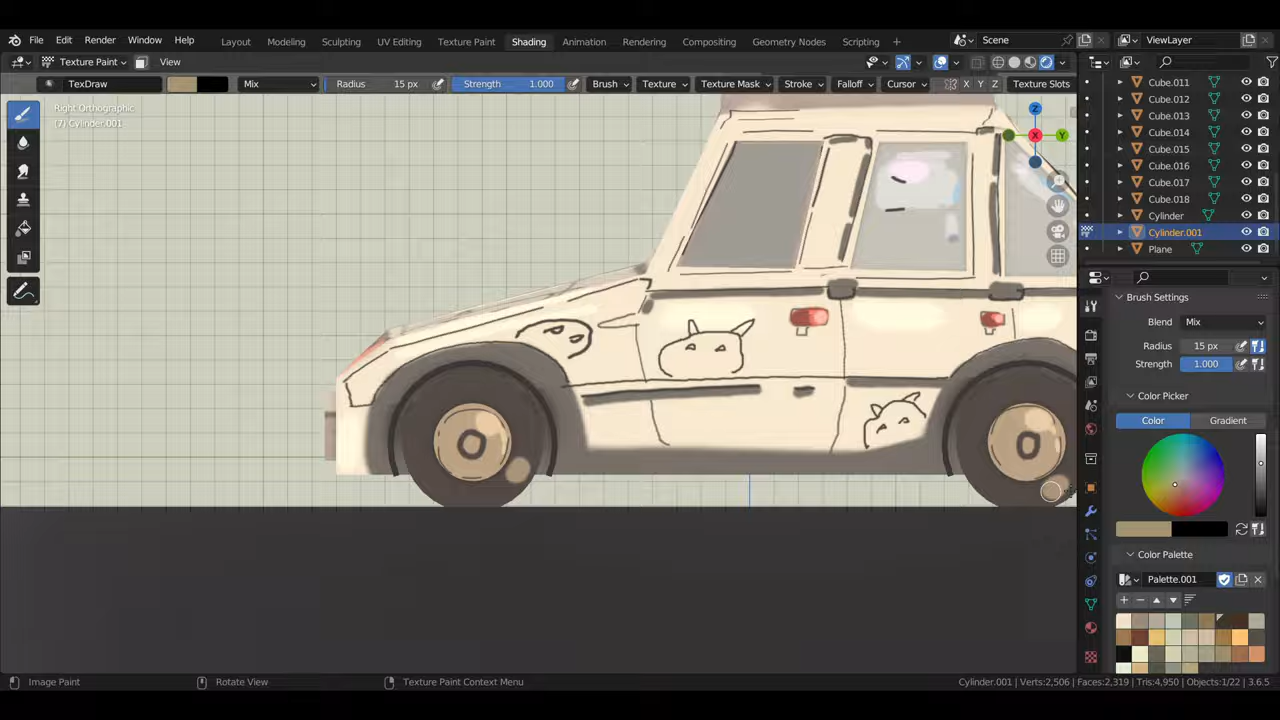 File Edit Render Window Help Layout Modeling Sculpting UV Editing Texture Paint Shading Animation Rendering Compositing Geometry Nodes Scripting + Scene ViewLayer
Texture Paint View
TexDraw Mix Radius 15 px Strength 1.000 Brush Texture Texture Mask Stroke Falloff Cursor X Y Z Texture Slots
Right Orthographic
(7) Cylinder.001
Z
X
Y
Cube.011
Cube.012
Cube.013
Cube.014
Cube.015
Cube.016
Cube.017
Cube.018
Cylinder
Cylinder.001
Plane
Brush Settings
Blend Mix
Radius 15 px
Strength 1.000
Color Picker
Color Gradient
Color Palette
Palette.001
Image Paint Rotate View Texture Paint Context Menu Cylinder.001 | Verts:2,506 | Faces:2,319 | Tris:4,950 | Objects:1/22 | 3.6.5